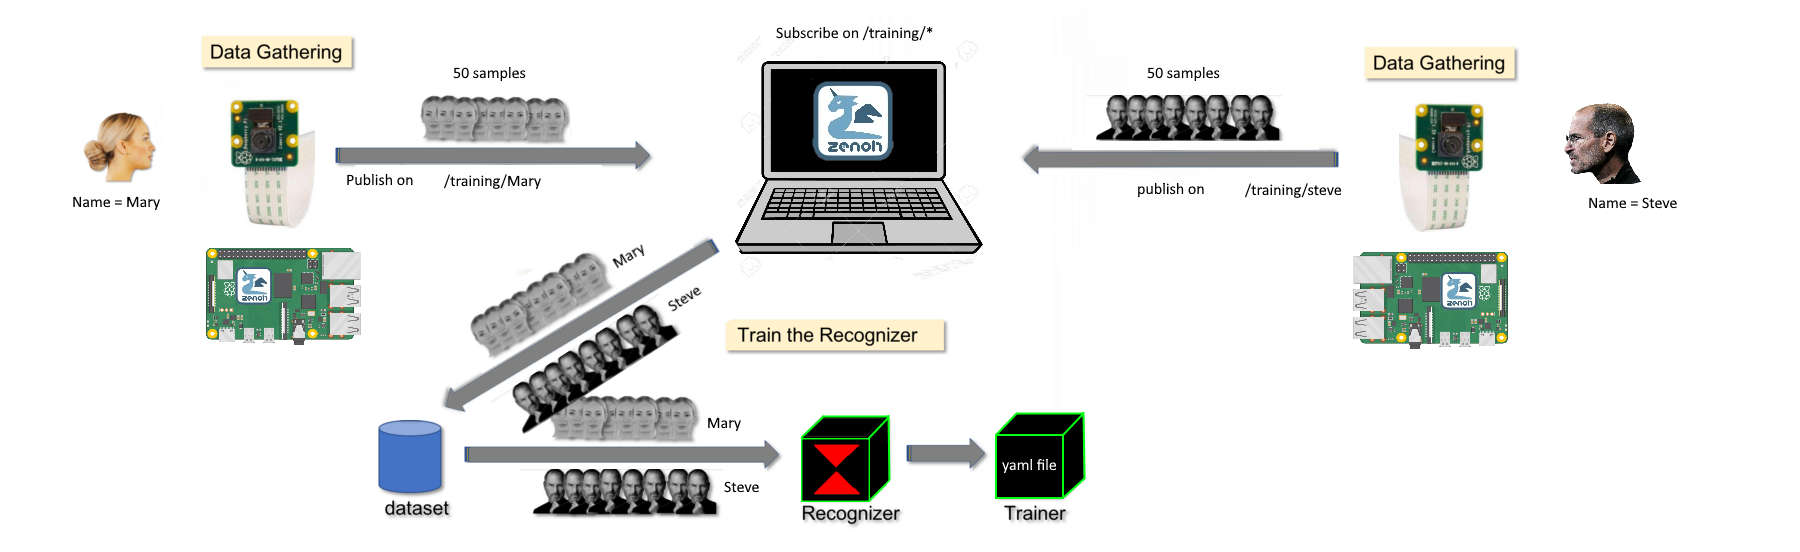 Subscribe on /training/*
Data Gathering
Data Gathering
50 samples
50 samples
zenoh
Publish on /training/Mary
publish on /training/steve
Name = Mary
Name = Steve
zenoh
zenoh
Mary
Steve
Train the Recognizer
Mary
Steve
yaml file
dataset
Recognizer
Trainer